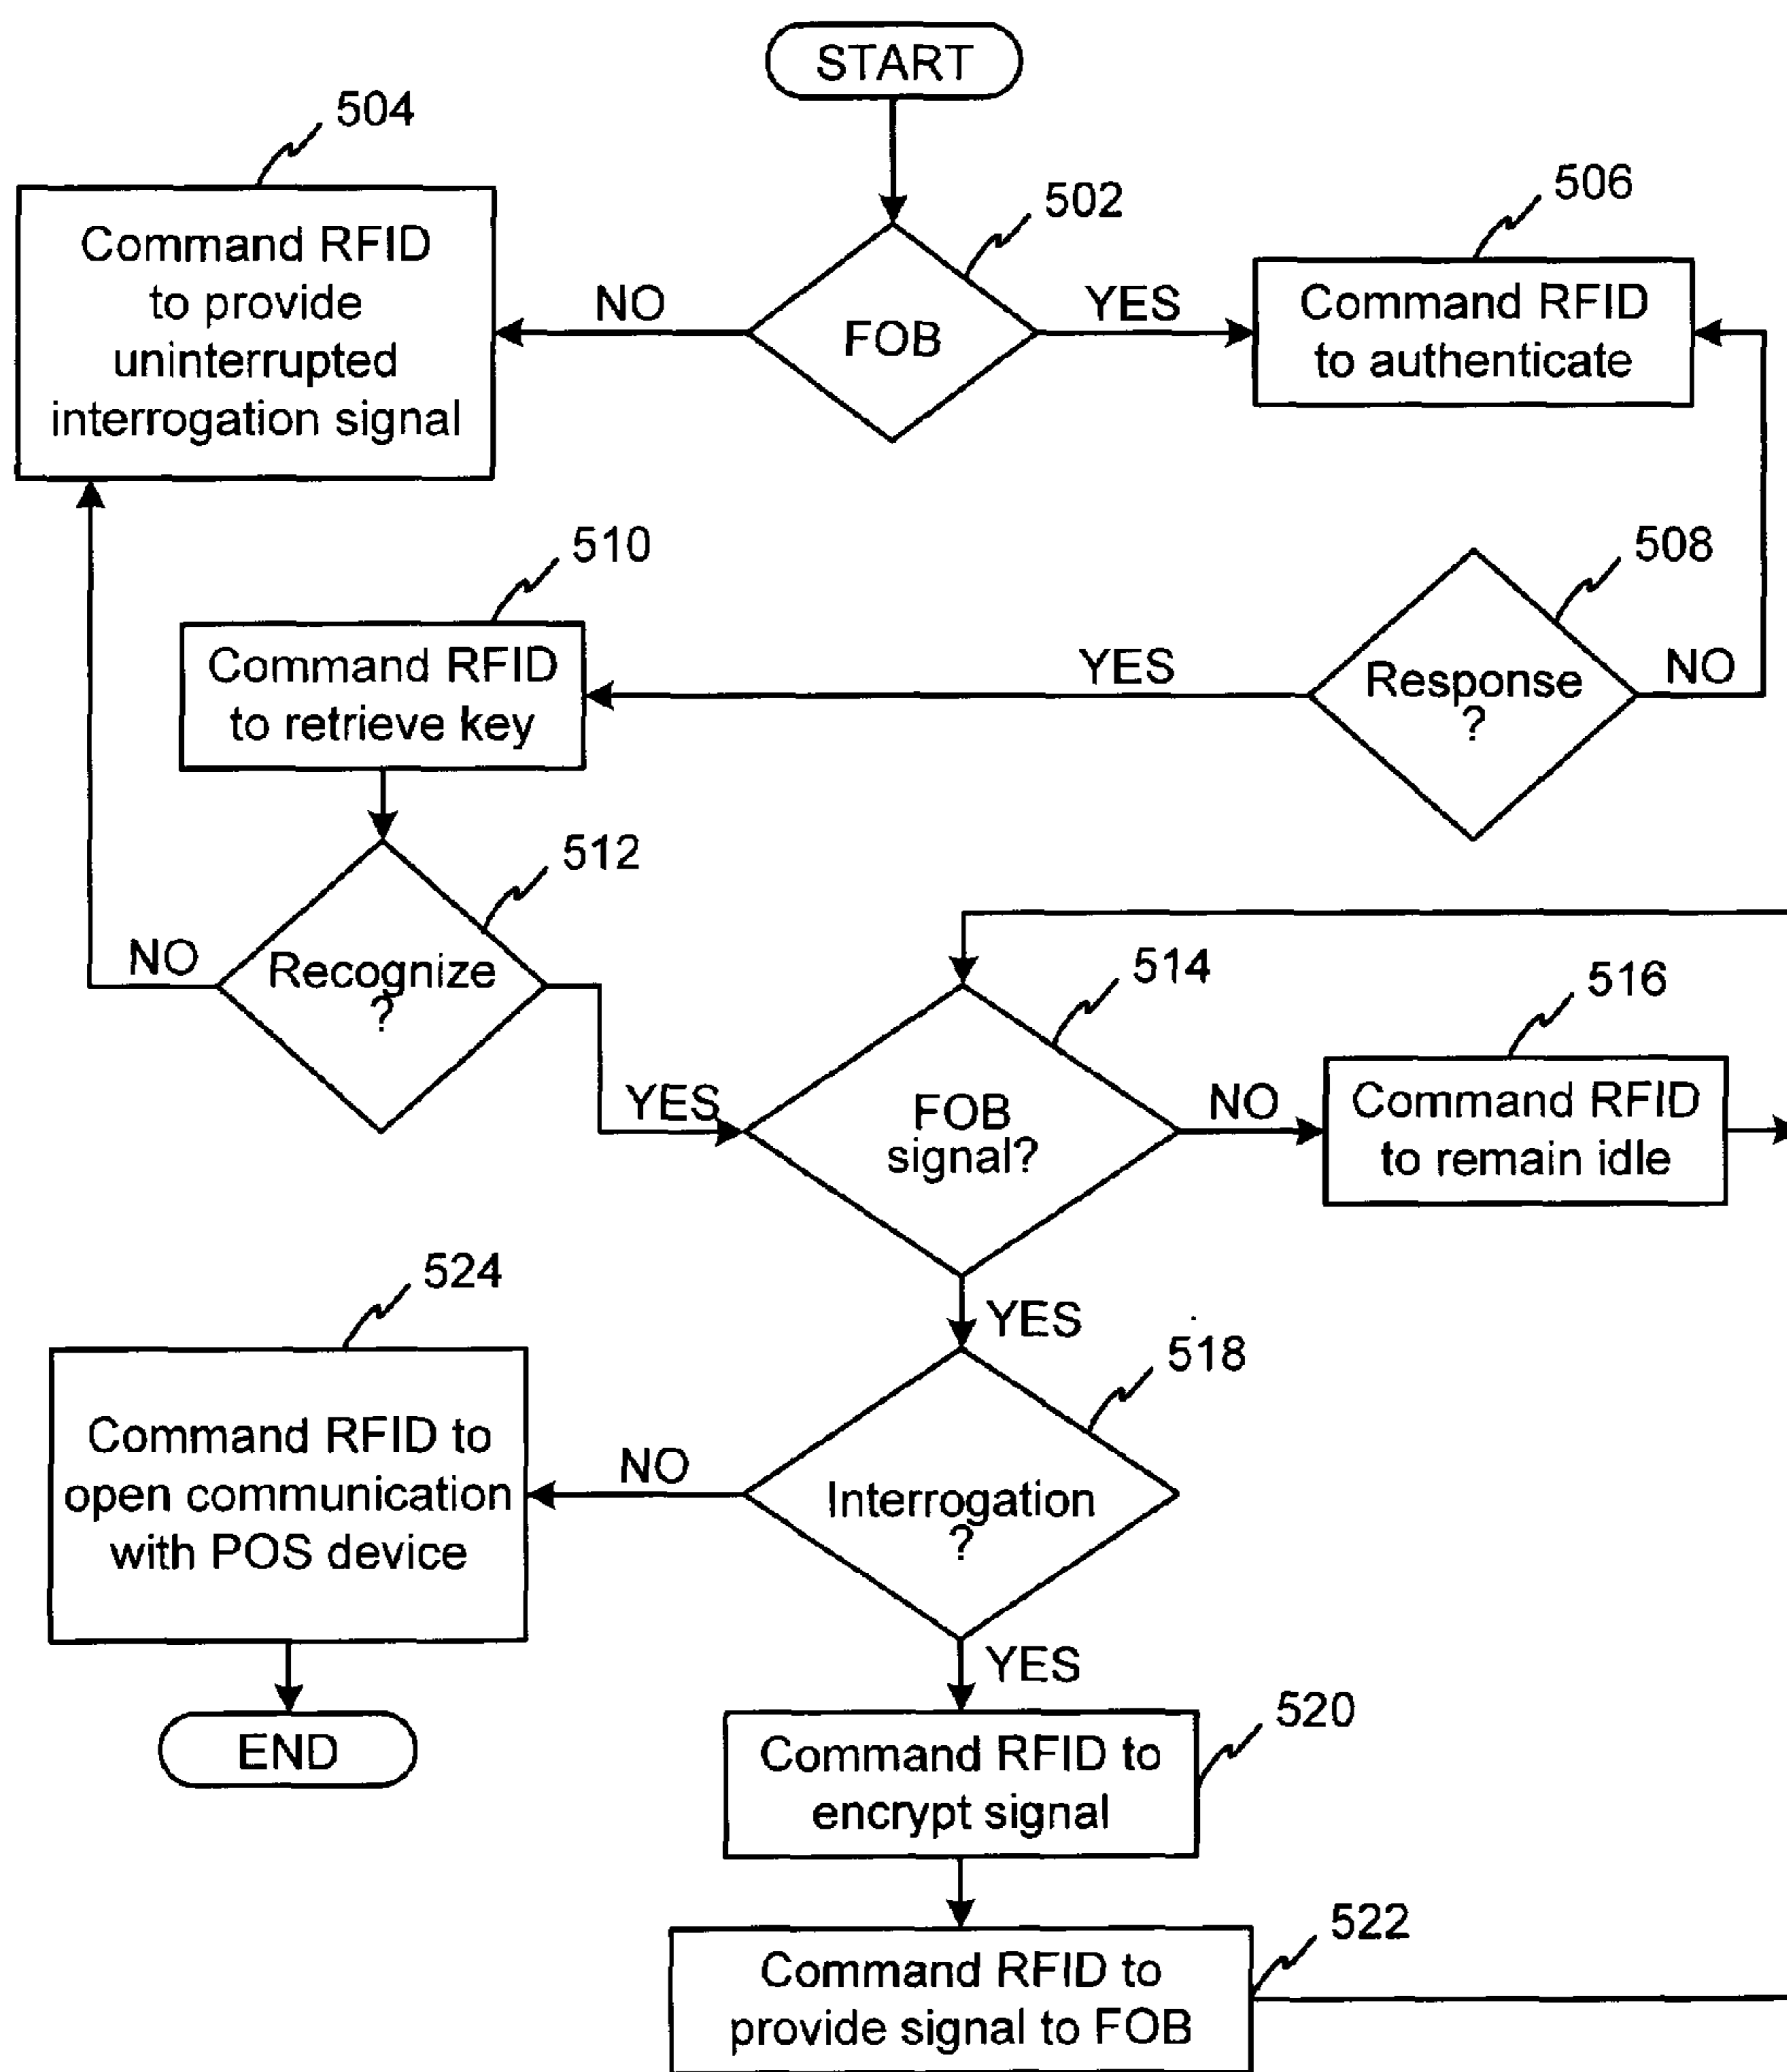 START
504
Command RFID
to provide
uninterrupted
interrogation signal
NO
502
FOB
YES
506
Command RFID
to authenticate
510
Command RFID
to retrieve key
YES
508
Response
?
NO
512
NO
Recognize
?
YES
514
FOB
signal?
NO
516
Command RFID
to remain idle
YES
524
Command RFID to
open communication
with POS device
NO
518
Interrogation
?
YES
END
520
Command RFID to
encrypt signal
522
Command RFID to
provide signal to FOB